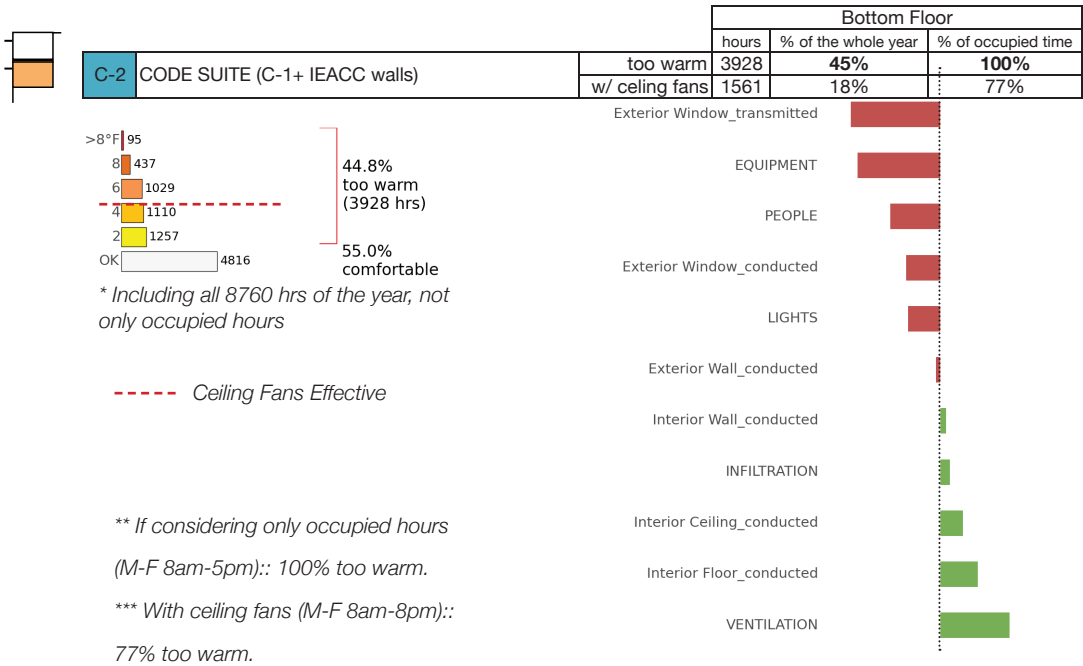 Bottom Floor
hours % of the whole year % of occupied time
C-2 CODE SUITE (C-1+ IEACC walls) too warm 3928 45% 100%
w/ celing fans 1561 18% 77%
>8°F 95
8 437
6 1029
4 1110
2 1257
OK 4816
44.8%
too warm
(3928 hrs)
55.0%
comfortable
* Including all 8760 hrs of the year, not
only occupied hours
Ceiling Fans Effective
** If considering only occupied hours
(M-F 8am-5pm):: 100% too warm.
*** With ceiling fans (M-F 8am-8pm)::
77% too warm.
Exterior Window_transmitted
EQUIPMENT
PEOPLE
Exterior Window_conducted
LIGHTS
Exterior Wall_conducted
Interior Wall_conducted
INFILTRATION
Interior Ceiling_conducted
Interior Floor_conducted
VENTILATION